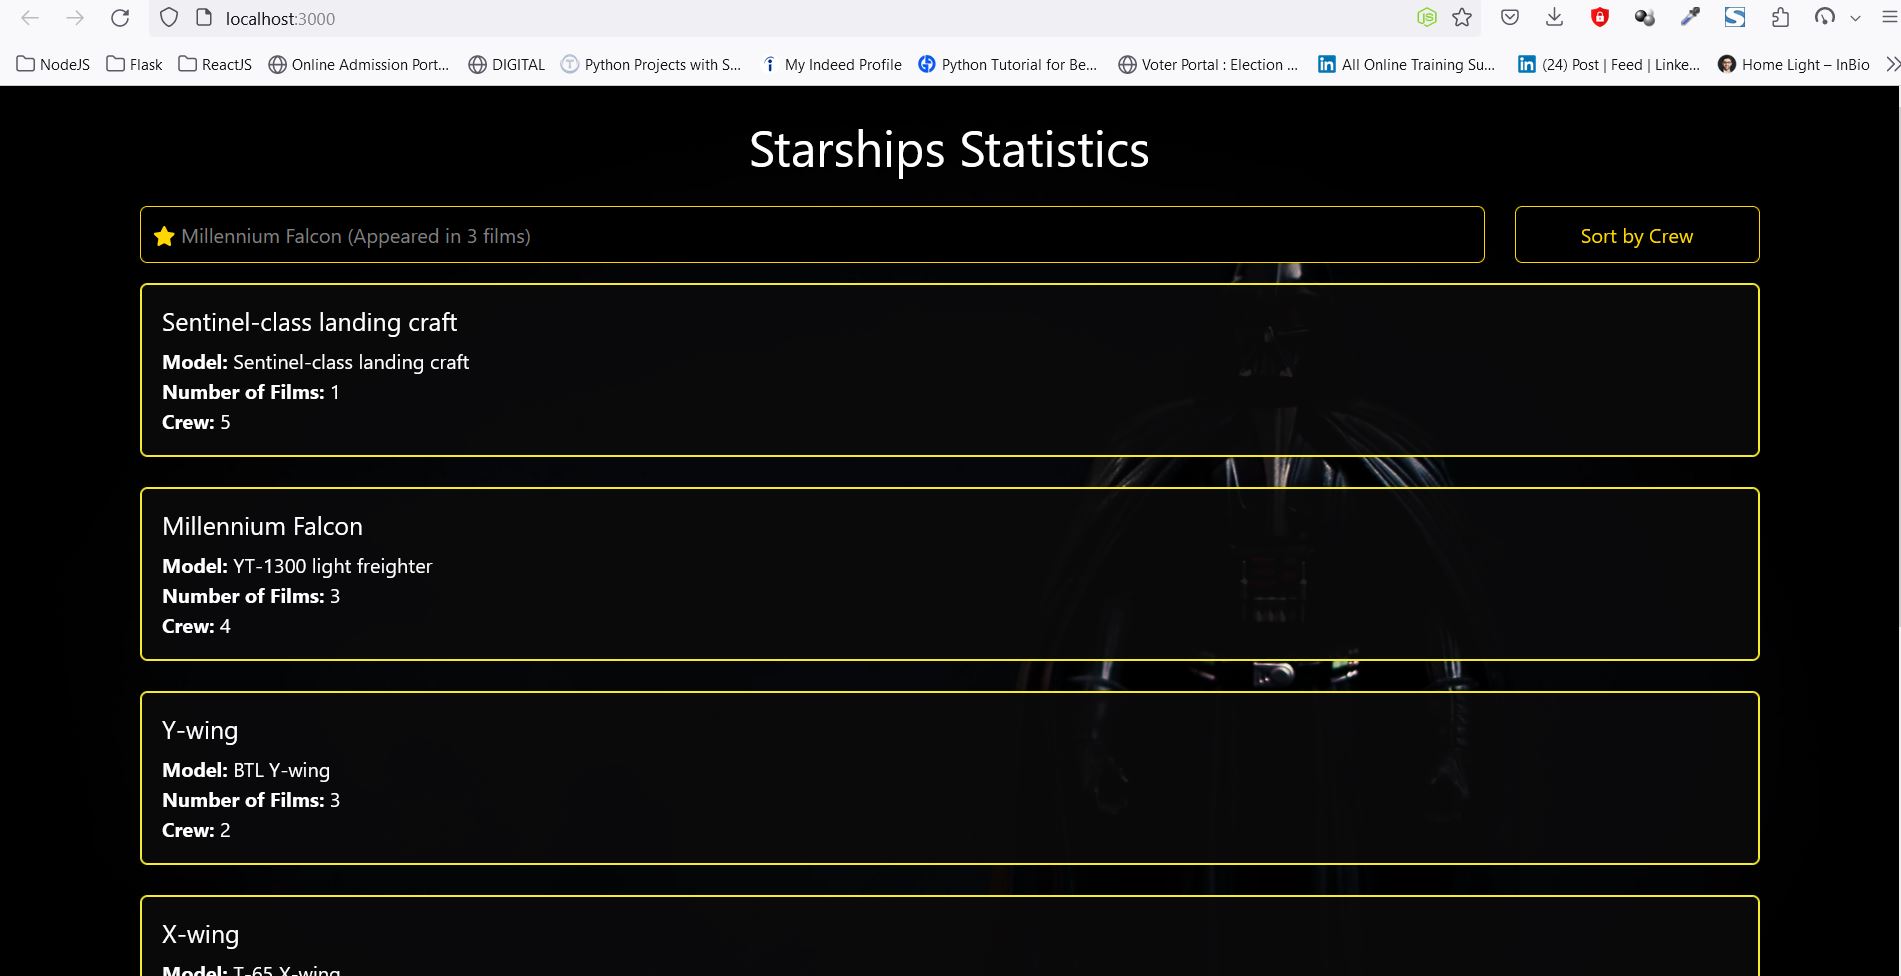 localhost:3000
NodeJS Flask ReactJS Online Admission Port... DIGITAL Python Projects with S... My Indeed Profile Python Tutorial for Be... Voter Portal : Election ... All Online Training Su... (24) Post | Feed | Linke... Home Light – InBio
Starships Statistics
Millennium Falcon (Appeared in 3 films) Sort by Crew
Sentinel-class landing craft
Model: Sentinel-class landing craft
Number of Films: 1
Crew: 5
Millennium Falcon
Model: YT-1300 light freighter
Number of Films: 3
Crew: 4
Y-wing
Model: BTL Y-wing
Number of Films: 3
Crew: 2
X-wing
Model: T-65 X-wing